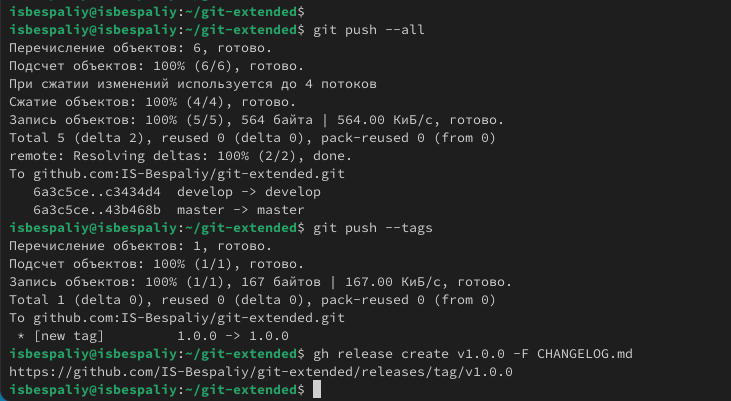 isbespaliy@isbespaliy:~/git-extended$
isbespaliy@isbespaliy:~/git-extended$ git push --all
Перечисление объектов: 6, готово.
Подсчет объектов: 100% (6/6), готово.
При сжатии изменений используется до 4 потоков
Сжатие объектов: 100% (4/4), готово.
Запись объектов: 100% (5/5), 564 байта | 564.00 КиБ/с, готово.
Total 5 (delta 2), reused 0 (delta 0), pack-reused 0 (from 0)
remote: Resolving deltas: 100% (2/2), done.
To github.com:IS-Bespaliy/git-extended.git
   6a3c5ce..c3434d4  develop -> develop
   6a3c5ce..43b468b  master -> master
isbespaliy@isbespaliy:~/git-extended$ git push --tags
Перечисление объектов: 1, готово.
Подсчет объектов: 100% (1/1), готово.
Запись объектов: 100% (1/1), 167 байтов | 167.00 КиБ/с, готово.
Total 1 (delta 0), reused 0 (delta 0), pack-reused 0 (from 0)
To github.com:IS-Bespaliy/git-extended.git
 * [new tag]         1.0.0 -> 1.0.0
isbespaliy@isbespaliy:~/git-extended$ gh release create v1.0.0 -F CHANGELOG.md
https://github.com/IS-Bespaliy/git-extended/releases/tag/v1.0.0
isbespaliy@isbespaliy:~/git-extended$